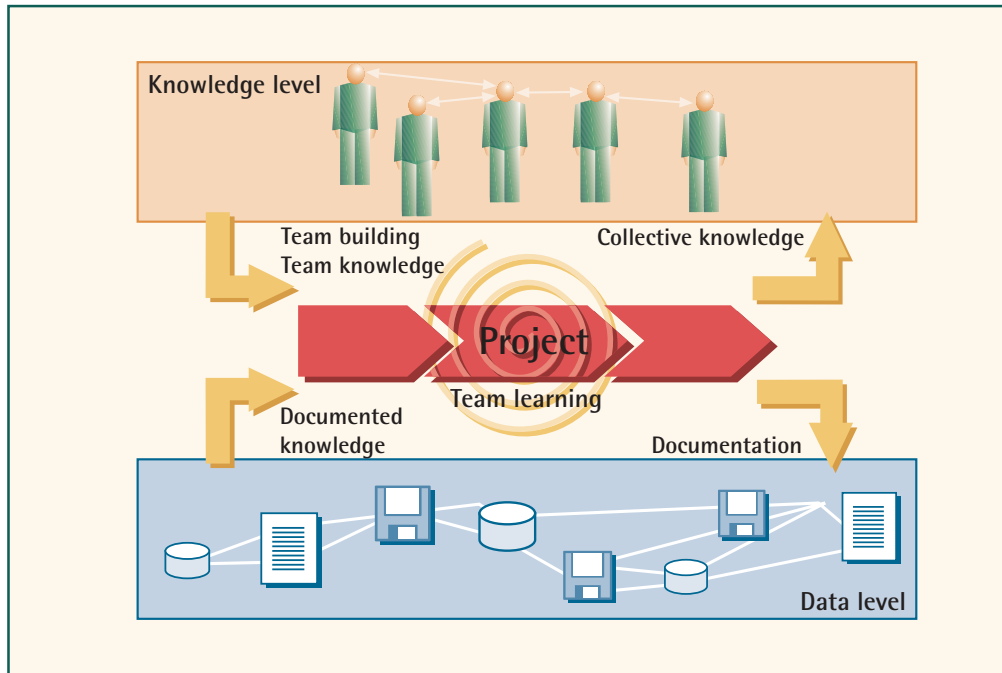 Knowledge level
Team building
Team knowledge
Collective knowledge
Project
Team learning
Documented
knowledge
Documentation
Data level